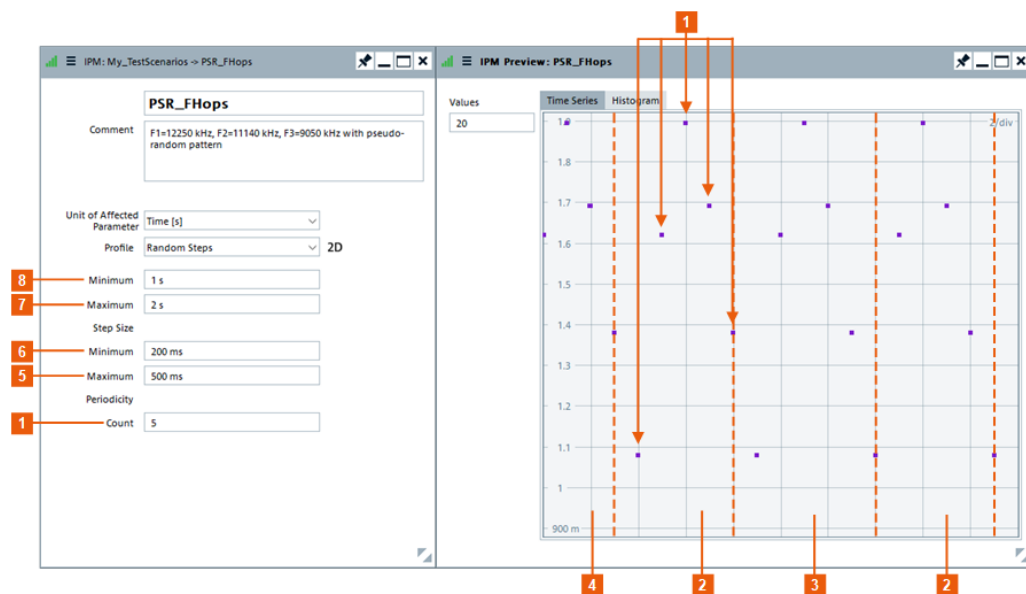 1
IPM: My_TestScenarios -> PSR_FHops
PSR_FHops
Comment
F1=12250 kHz, F2=11140 kHz, F3=9050 kHz with pseudo-
random pattern
Unit of Affected
Parameter
Time [s]
Profile
Random Steps
2D
8
Minimum
1 s
7
Maximum
2 s
Step Size
6
Minimum
200 ms
5
Maximum
500 ms
Periodicity
1
Count
5
IPM Preview: PSR_FHops
Values
20
Time Series
Histogram
2/div
1.9
1.8
1.7
1.6
1.5
1.4
1.3
1.2
1.1
1
900 m
4
2
3
2